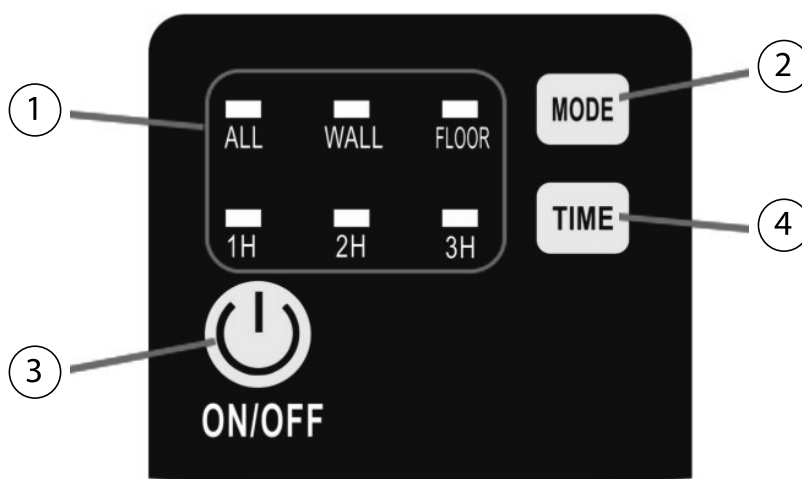 1
2
ALL WALL FLOOR
MODE
1H 2H 3H
TIME
4
3
ON/OFF